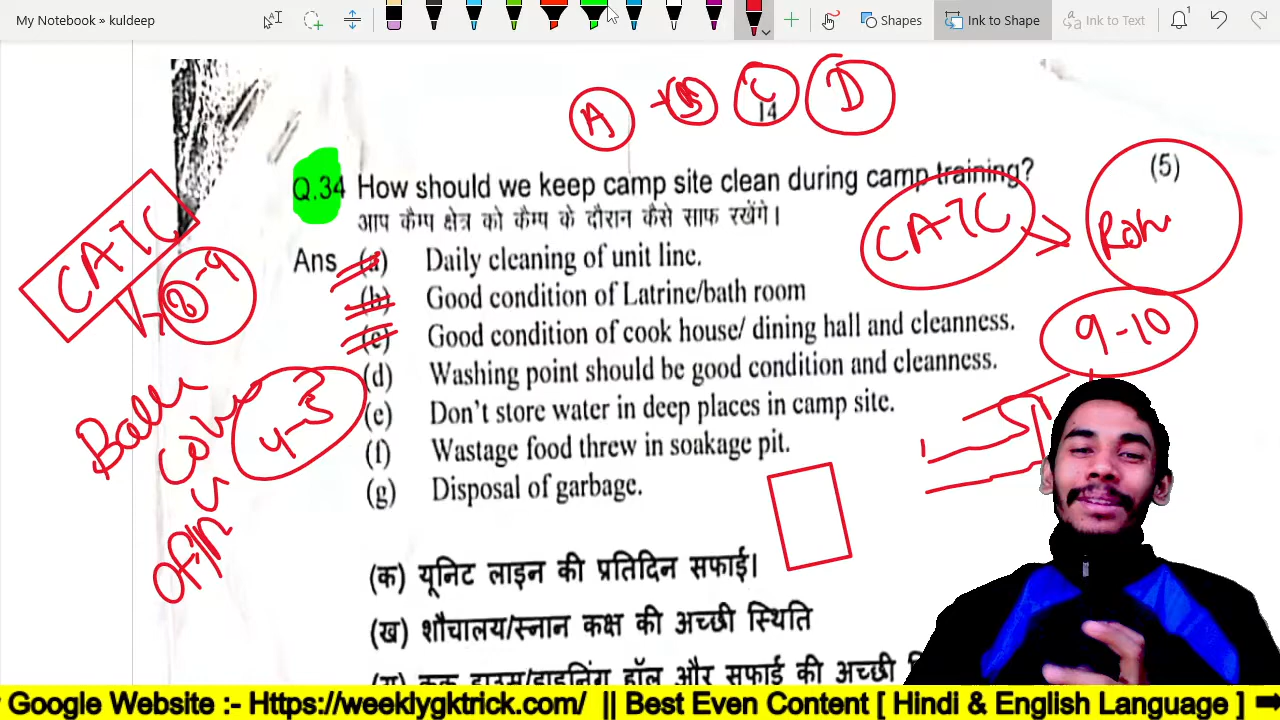 My Notebook » kuldeep
Shapes
Ink to Shape
Ink to Text
A B C D
14
Q.34 How should we keep camp site clean during camp training? (5)
आप कैम्प क्षेत्र को कैम्प के दौरान कैसे साफ रखेंगे।
CATC
CATC
8-9
9-10
4-3
Ans (a) Daily cleaning of unit line.
(b) Good condition of Latrine/bath room
(c) Good condition of cook house/ dining hall and cleanness.
(d) Washing point should be good condition and cleanness.
(e) Don't store water in deep places in camp site.
(f) Wastage food threw in soakage pit.
(g) Disposal of garbage.
(क) यूनिट लाइन की प्रतिदिन सफाई।
(ख) शौचालय/स्नान कक्ष की अच्छी स्थिति
Google Website :- Https://weeklygktrick.com/ || Best Even Content [ Hindi & English Language ]